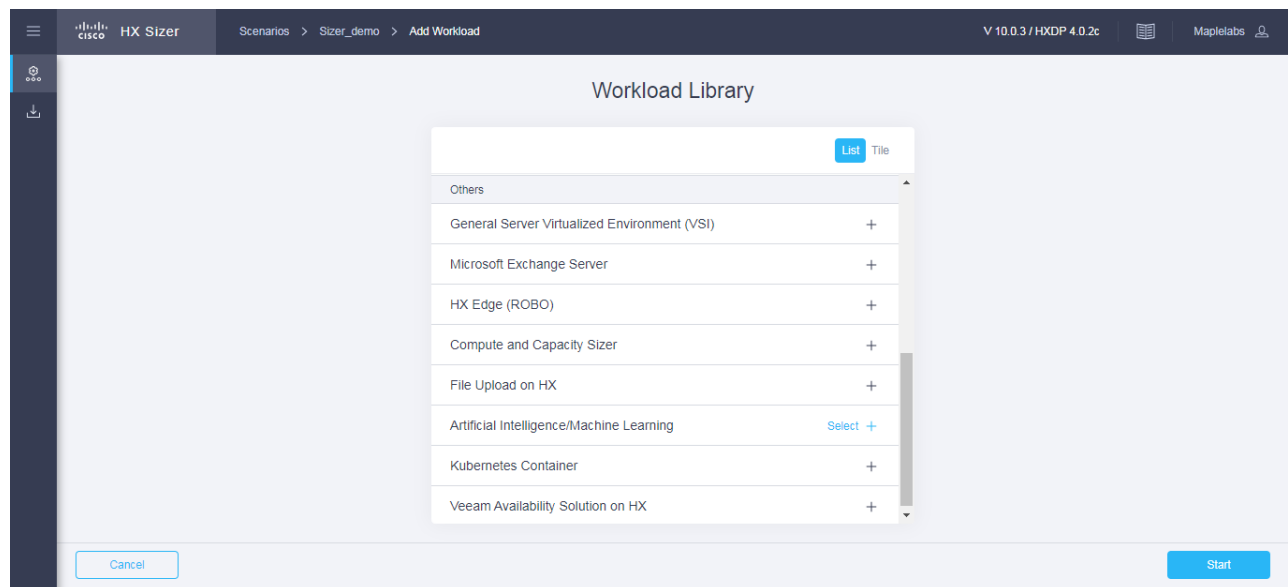 CISCO HX Sizer Scenarios > Sizer_demo > Add Workload V 10.0.3 / HXDP 4.0.2c Maplelabs
Workload Library
List Tile
Others
General Server Virtualized Environment (VSI) +
Microsoft Exchange Server +
HX Edge (ROBO) +
Compute and Capacity Sizer +
File Upload on HX +
Artificial Intelligence/Machine Learning Select +
Kubernetes Container +
Veeam Availability Solution on HX +
Cancel Start